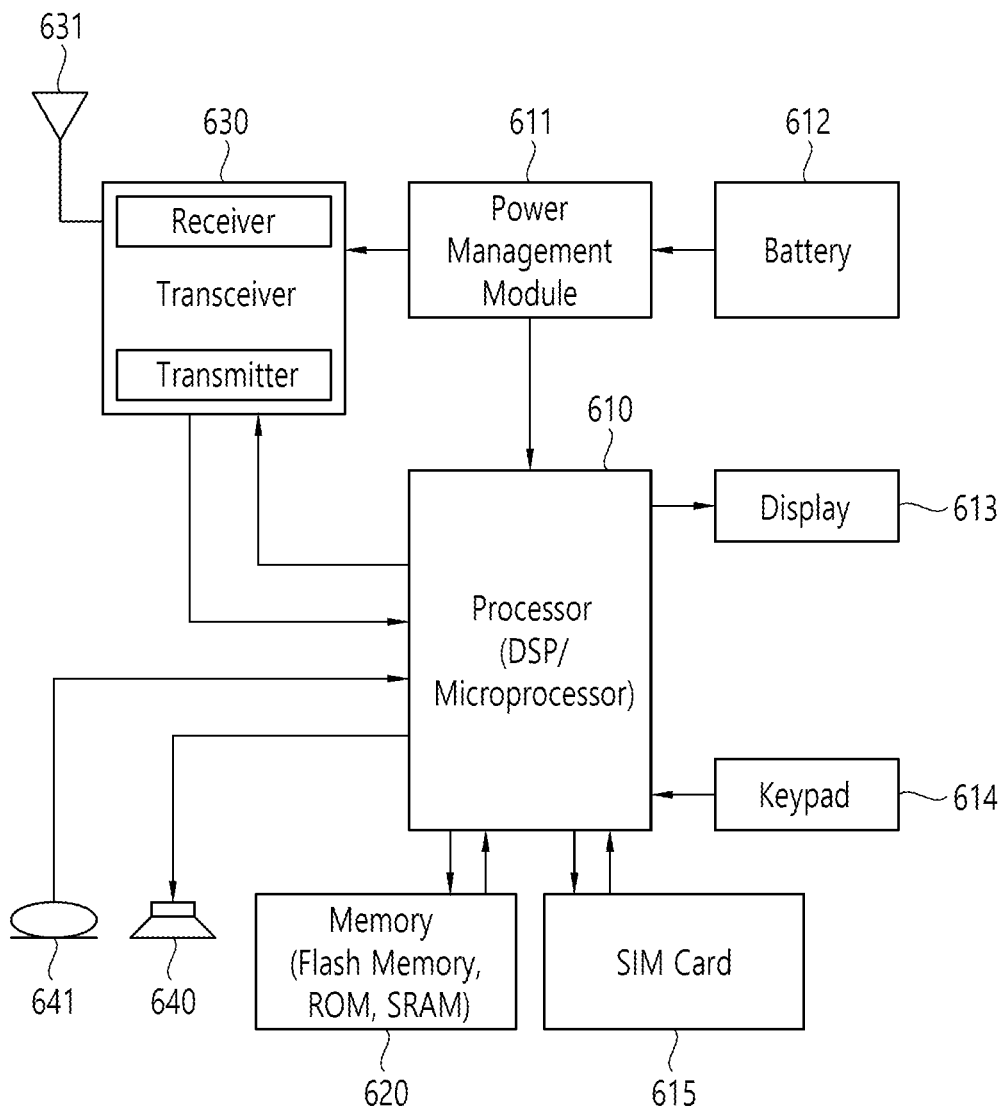 631
630
611
612
Receiver
Transceiver
Transmitter
Power
Management
Module
Battery
610
Display
613
Processor
(DSP/
Microprocessor)
Keypad
614
641
640
Memory
(Flash Memory,
ROM, SRAM)
SIM Card
620
615